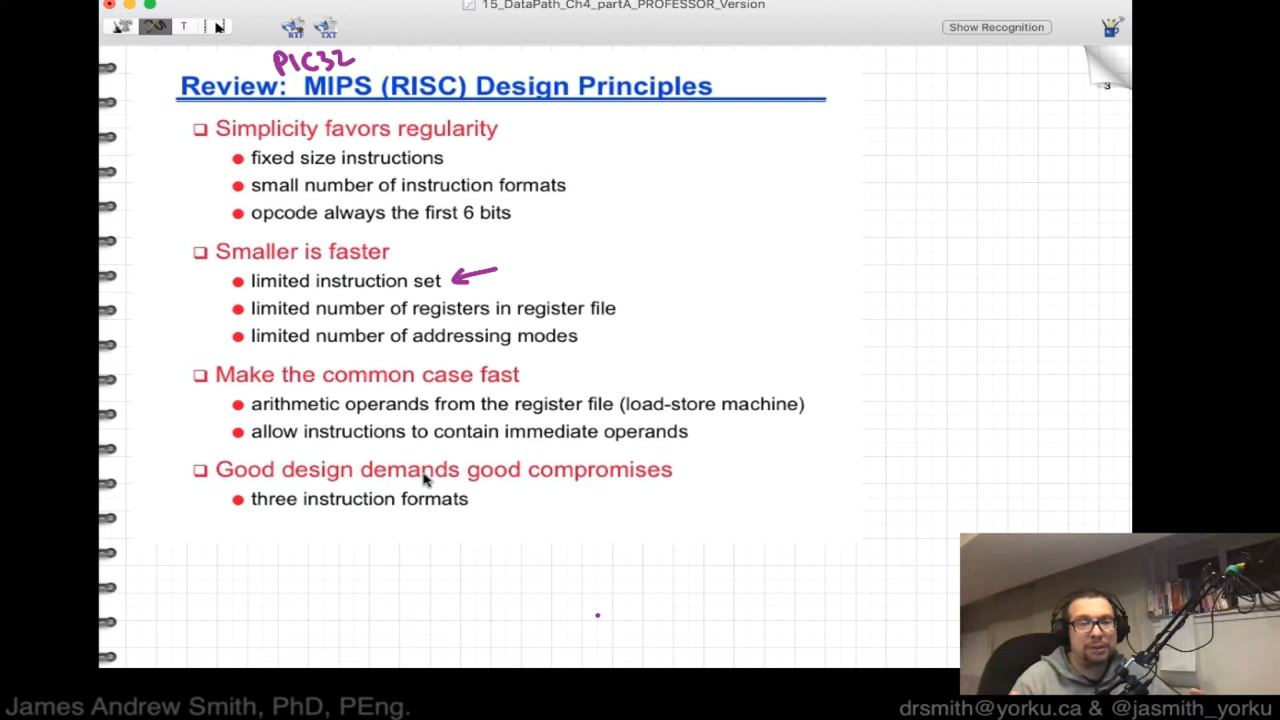 15_DataPath_Ch4_partA_PROFESSOR_Version
T
RTF
TXT
Show Recognition
PIC32
3
Review: MIPS (RISC) Design Principles
Simplicity favors regularity
fixed size instructions
small number of instruction formats
opcode always the first 6 bits
Smaller is faster
limited instruction set
limited number of registers in register file
limited number of addressing modes
Make the common case fast
arithmetic operands from the register file (load-store machine)
allow instructions to contain immediate operands
Good design demands good compromises
three instruction formats
James Andrew Smith, PhD, PEng.
drsmith@yorku.ca & @jasmith_yorku